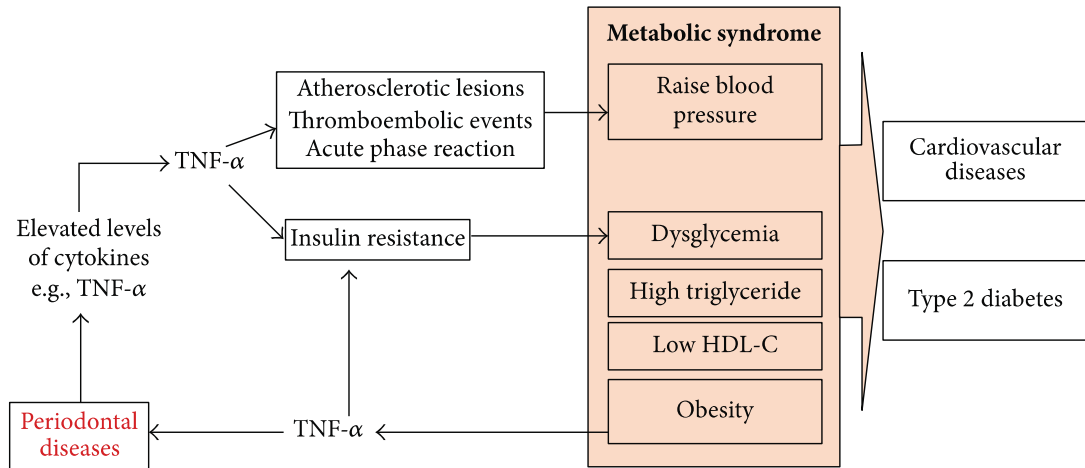 Metabolic syndrome
Atherosclerotic lesions
Thromboembolic events
Acute phase reaction
Raise blood
pressure
TNF-α
Cardiovascular
diseases
Elevated levels
of cytokines
e.g., TNF-α
Insulin resistance
Dysglycemia
High triglyceride
Type 2 diabetes
Low HDL-C
Periodontal
diseases
TNF-α
Obesity